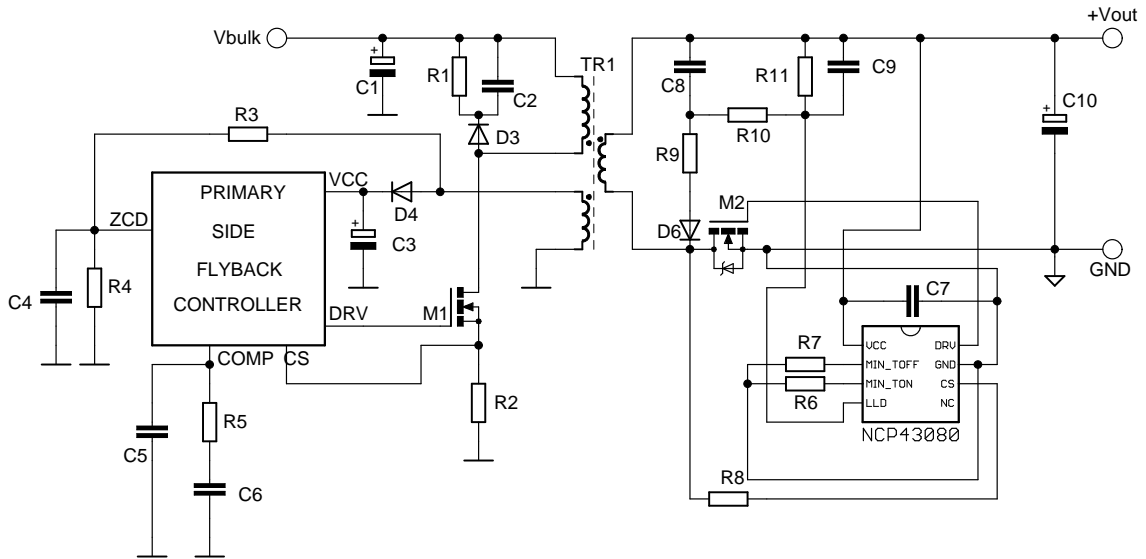 +Vout
Vbulk
+
C1
R1
C2
TR1
C8
R11
C9
+
C10
R3
D3
R10
R9
PRIMARY
SIDE
FLYBACK
CONTROLLER
VCC
ZCD
DRV
COMP CS
D4
+
C3
M2
D6
GND
C4
R4
M1
C7
R7
R6
VCC
MIN_TOFF
MIN_TON
LLD
DRV
GND
CS
NC
NCP43080
R2
R5
C5
C6
R8